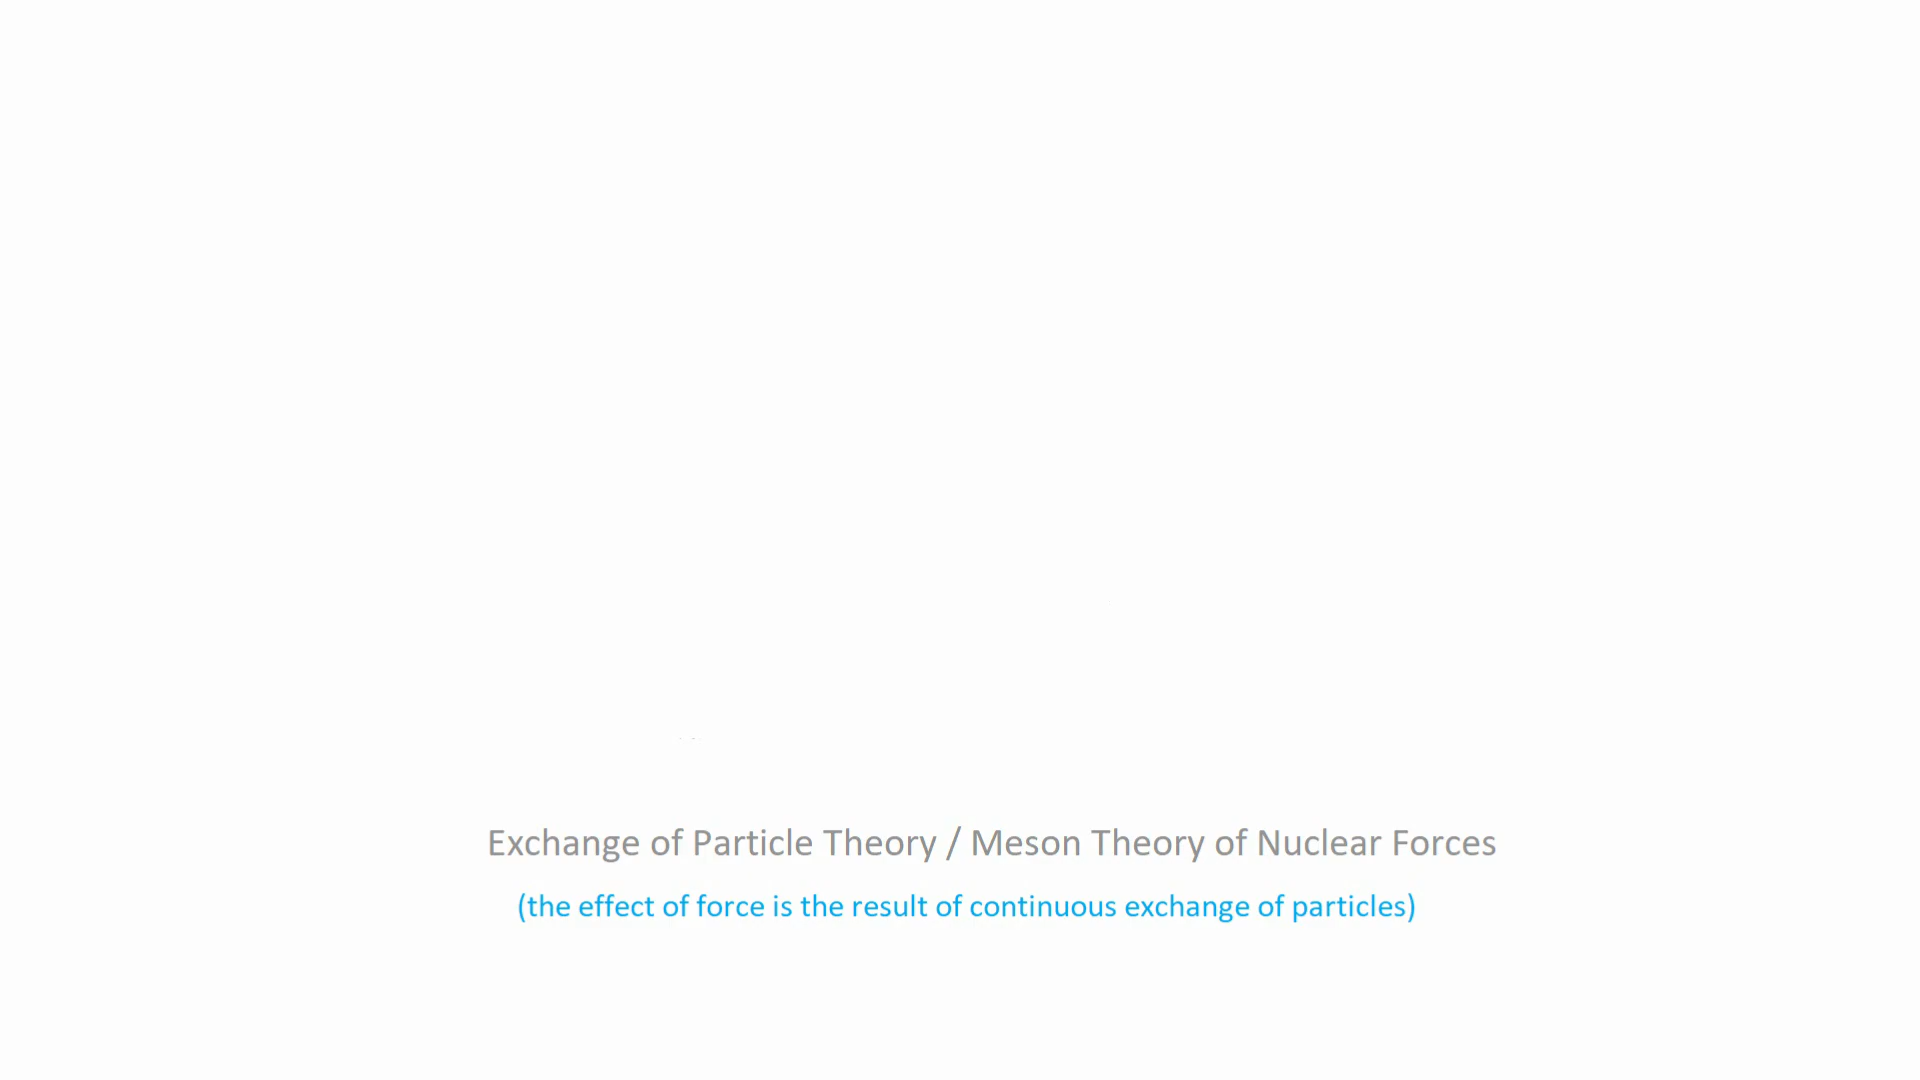 Exchange of Particle Theory / Meson Theory of Nuclear Forces
(the effect of force is the result of continuous exchange of particles)